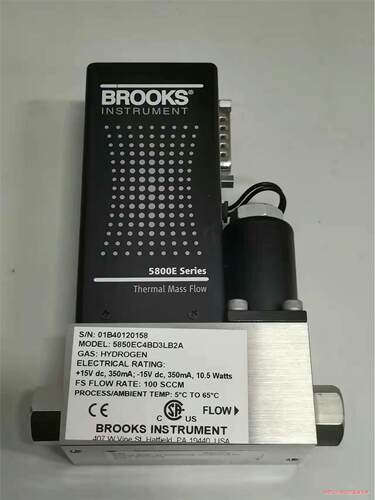 BROOKS®
INSTRUMENT
5800E Series
Thermal Mass Flow
S/N: 01B40120158
MODEL: 5850EC4BD3LB2A
GAS: HYDROGEN
ELECTRICAL RATING:
+15V dc, 350mA; -15V dc, 350mA, 10.5 Watts
FS FLOW RATE: 100 SCCM
PROCESS/AMBIENT TEMP: 5°C TO 65°C
CE
C SA US
FLOW
BROOKS INSTRUMENT
407 W Vine St, Hatfield, PA 19440, USA